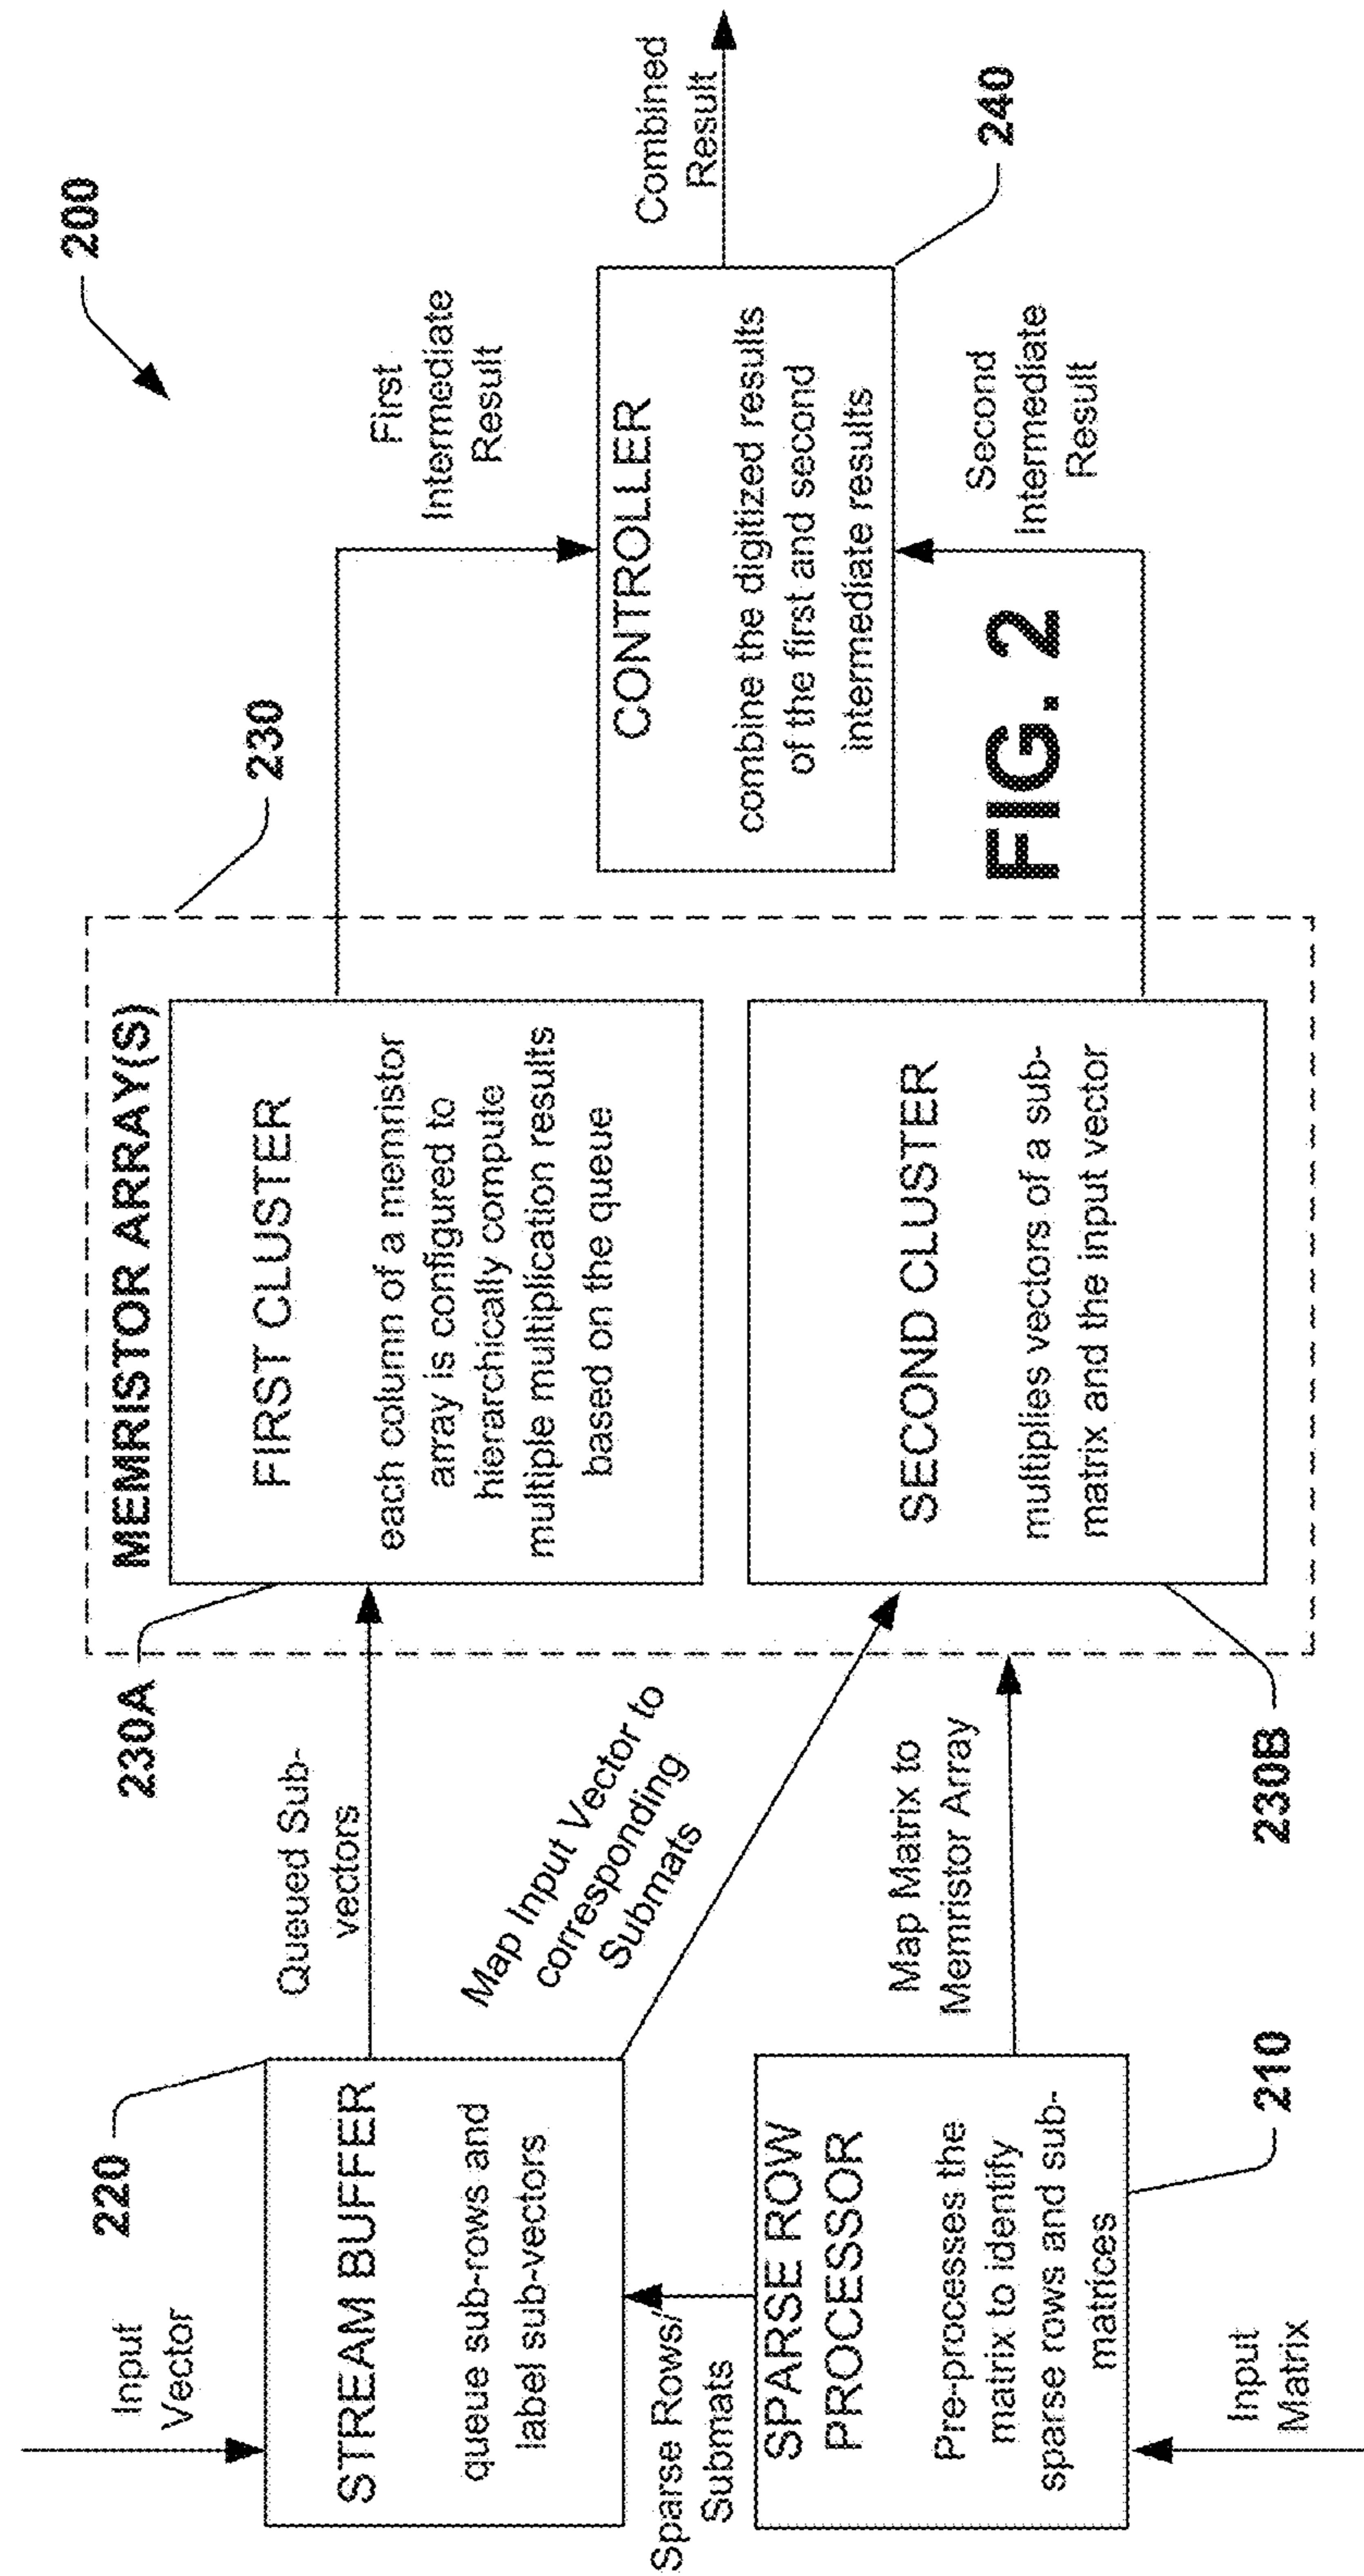 200
Input
Vector
220
STREAM BUFFER
queue sub-rows and
label sub-vectors
Sparse Rows/
Submats
SPARSE ROW
PROCESSOR
Pre-processes the
matrix to identify
sparse rows and sub-
matrices
210
Input
Matrix
Queued Sub-
vectors
Map Input Vector to
corresponding
Submats
Map Matrix to
Memristor Array
230
MEMRISTOR ARRAY(S)
230A
FIRST CLUSTER
each column of a memristor
array is configured to
hierarchically compute
multiple multiplication results
based on the queue
SECOND CLUSTER
multiplies vectors of a sub-
matrix and the input vector
230B
First
Intermediate
Result
CONTROLLER
combine the digitized results
of the first and second
intermediate results
240
Second
Intermediate
Result
Combined
Result
FIG. 2